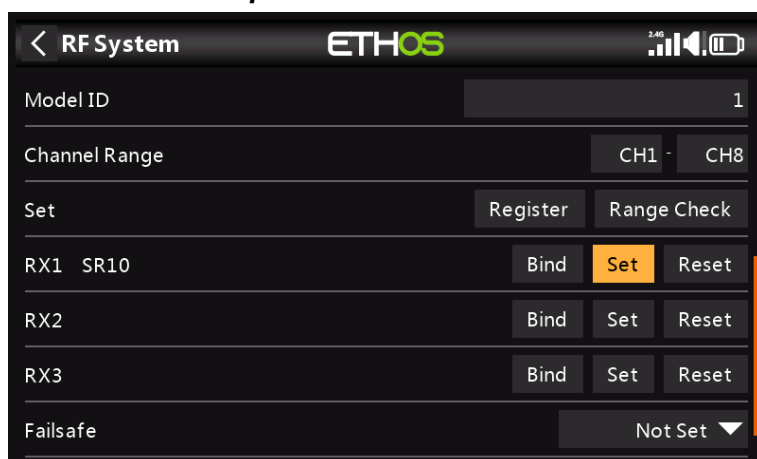 RF System ETHOS 2.4G
Model ID 1
Channel Range CH1 - CH8
Set Register Range Check
RX1 SR10 Bind Set Reset
RX2 Bind Set Reset
RX3 Bind Set Reset
Failsafe Not Set